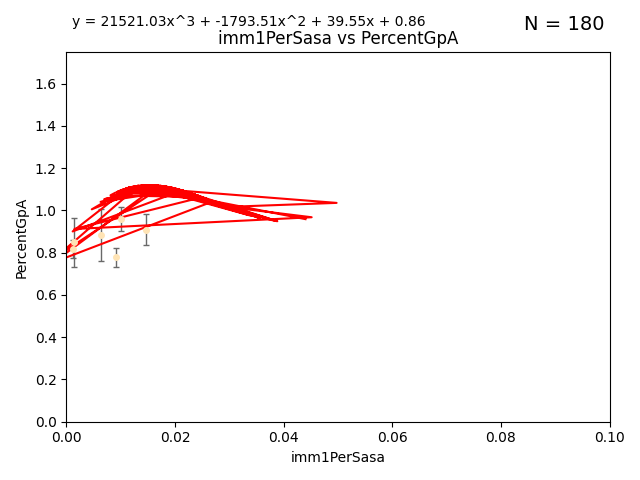 y = 21521.03x^3 + -1793.51x^2 + 39.55x + 0.86
N = 180
imm1PerSasa vs PercentGpA
1.6
1.4
1.2
1.0
0.8
0.6
0.4
0.2
0.0
PercentGpA
0.00 0.02 0.04 0.06 0.08 0.10
imm1PerSasa